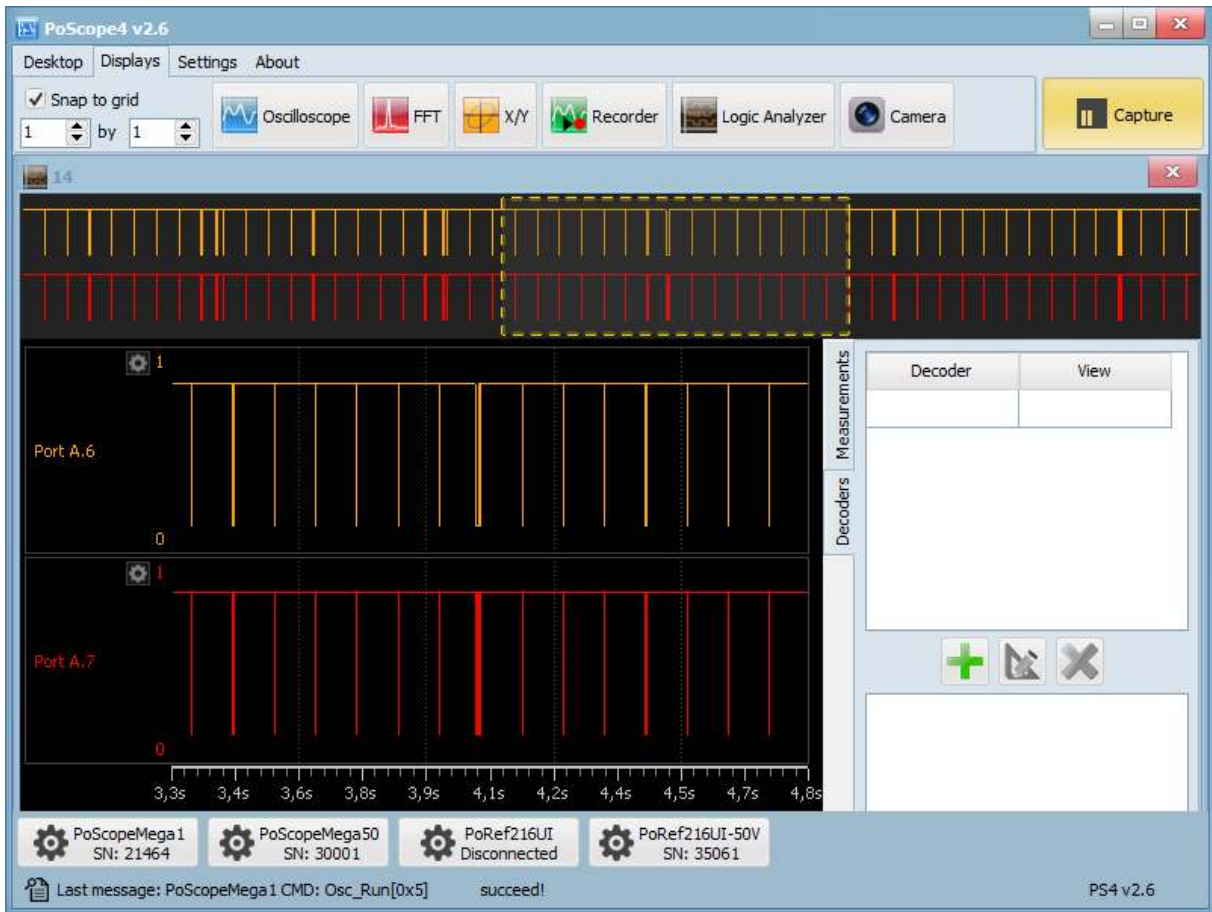 PoScope4 v2.6
Desktop Displays Settings About
Snap to grid
1 by 1
Oscilloscope FFT X/Y Recorder Logic Analyzer Camera Capture
14
1
Port A.6
0
1
Port A.7
0
3,3s 3,4s 3,6s 3,8s 3,9s 4,1s 4,2s 4,4s 4,5s 4,7s 4,8s
Measurements
Decoders
Decoder View
PoScopeMega1
SN: 21464
PoScopeMega50
SN: 30001
PoRef216UI
Disconnected
PoRef216UI-50V
SN: 35061
Last message: PoScopeMega1 CMD: Osc_Run[0x5] succeed!
PS4 v2.6